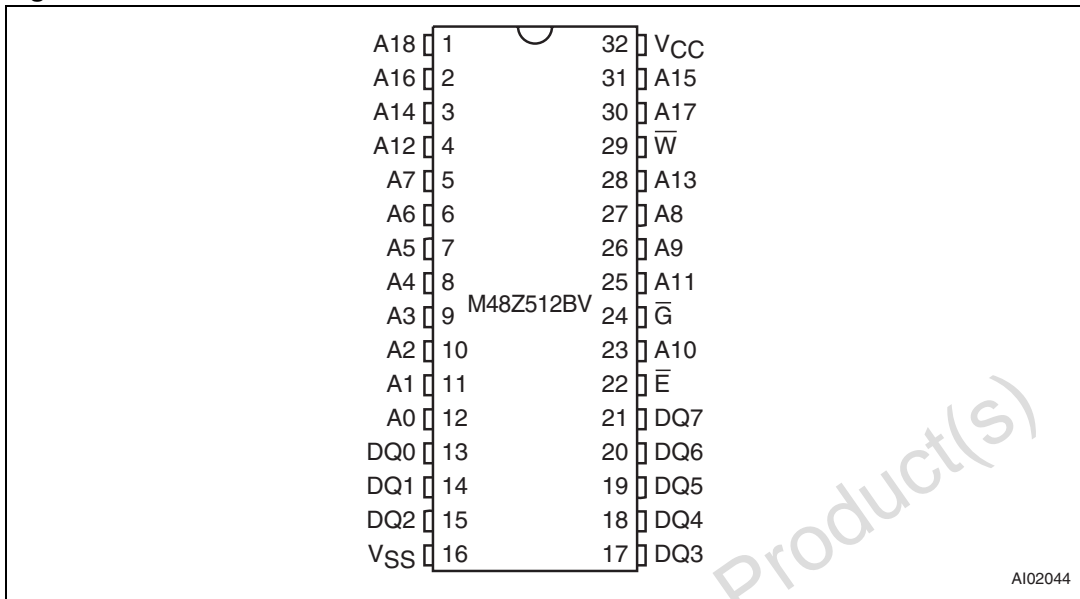 A18 1 32 VCC
A16 2 31 A15
A14 3 30 A17
A12 4 29 W̅
A7 5 28 A13
A6 6 27 A8
A5 7 26 A9
A4 8 25 A11
M48Z512BV
A3 9 24 G̅
A2 10 23 A10
A1 11 22 E̅
A0 12 21 DQ7
DQ0 13 20 DQ6
DQ1 14 19 DQ5
DQ2 15 18 DQ4
VSS 16 17 DQ3
Product(s)
AI02044